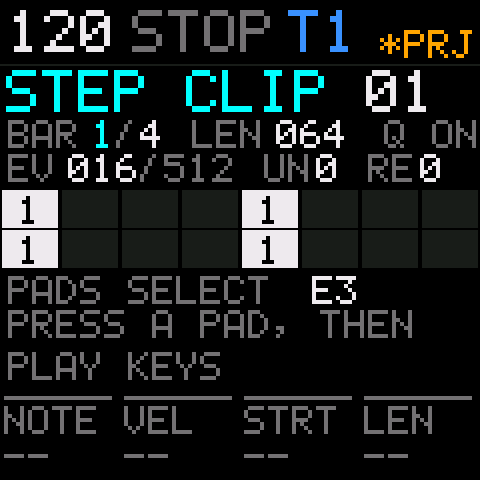 120 STOP T1 *PRJ
STEP CLIP 01
BAR 1/4 LEN 064 Q ON
EV 016/512 UN0 RE0
1 1
1 1
PADS SELECT E3
PRESS A PAD, THEN
PLAY KEYS
NOTE VEL STRT LEN
-- -- -- --